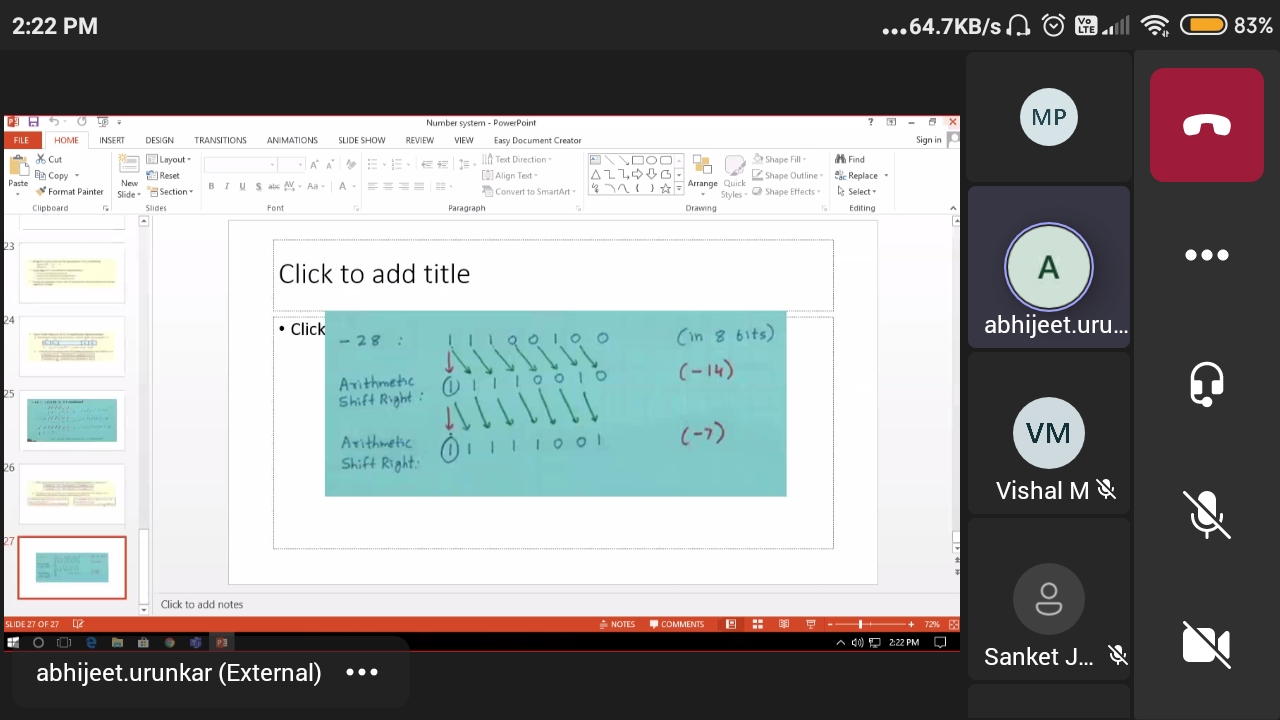 2:22 PM
...64.7KB/s
Vo LTE
83%
Number system - PowerPoint
?
FILE HOME INSERT DESIGN TRANSITIONS ANIMATIONS SLIDE SHOW REVIEW VIEW Easy Document Creator
Sign in
Paste
Cut
Copy
Format Painter
Clipboard
New Slide
Layout
Reset
Section
Slides
B I U S abc AV Aa A
Font
Text Direction
Align Text
Convert to SmartArt
Paragraph
Arrange
Quick Styles
Shape Fill
Shape Outline
Shape Effects
Drawing
Find
Replace
Select
Editing
23
24
25
26
27
Click to add title
• Click
-28 : 1 1 1 0 0 1 0 0 (in 8 bits)
Arithmetic Shift Right : 1 1 1 1 0 0 1 0 (-14)
Arithmetic Shift Right: 1 1 1 1 1 0 0 1 (-7)
Click to add notes
SLIDE 27 OF 27
NOTES
COMMENTS
72%
2:22 PM
abhijeet.urunkar (External)
MP
A
abhijeet.uru...
VM
Vishal M
Sanket J...